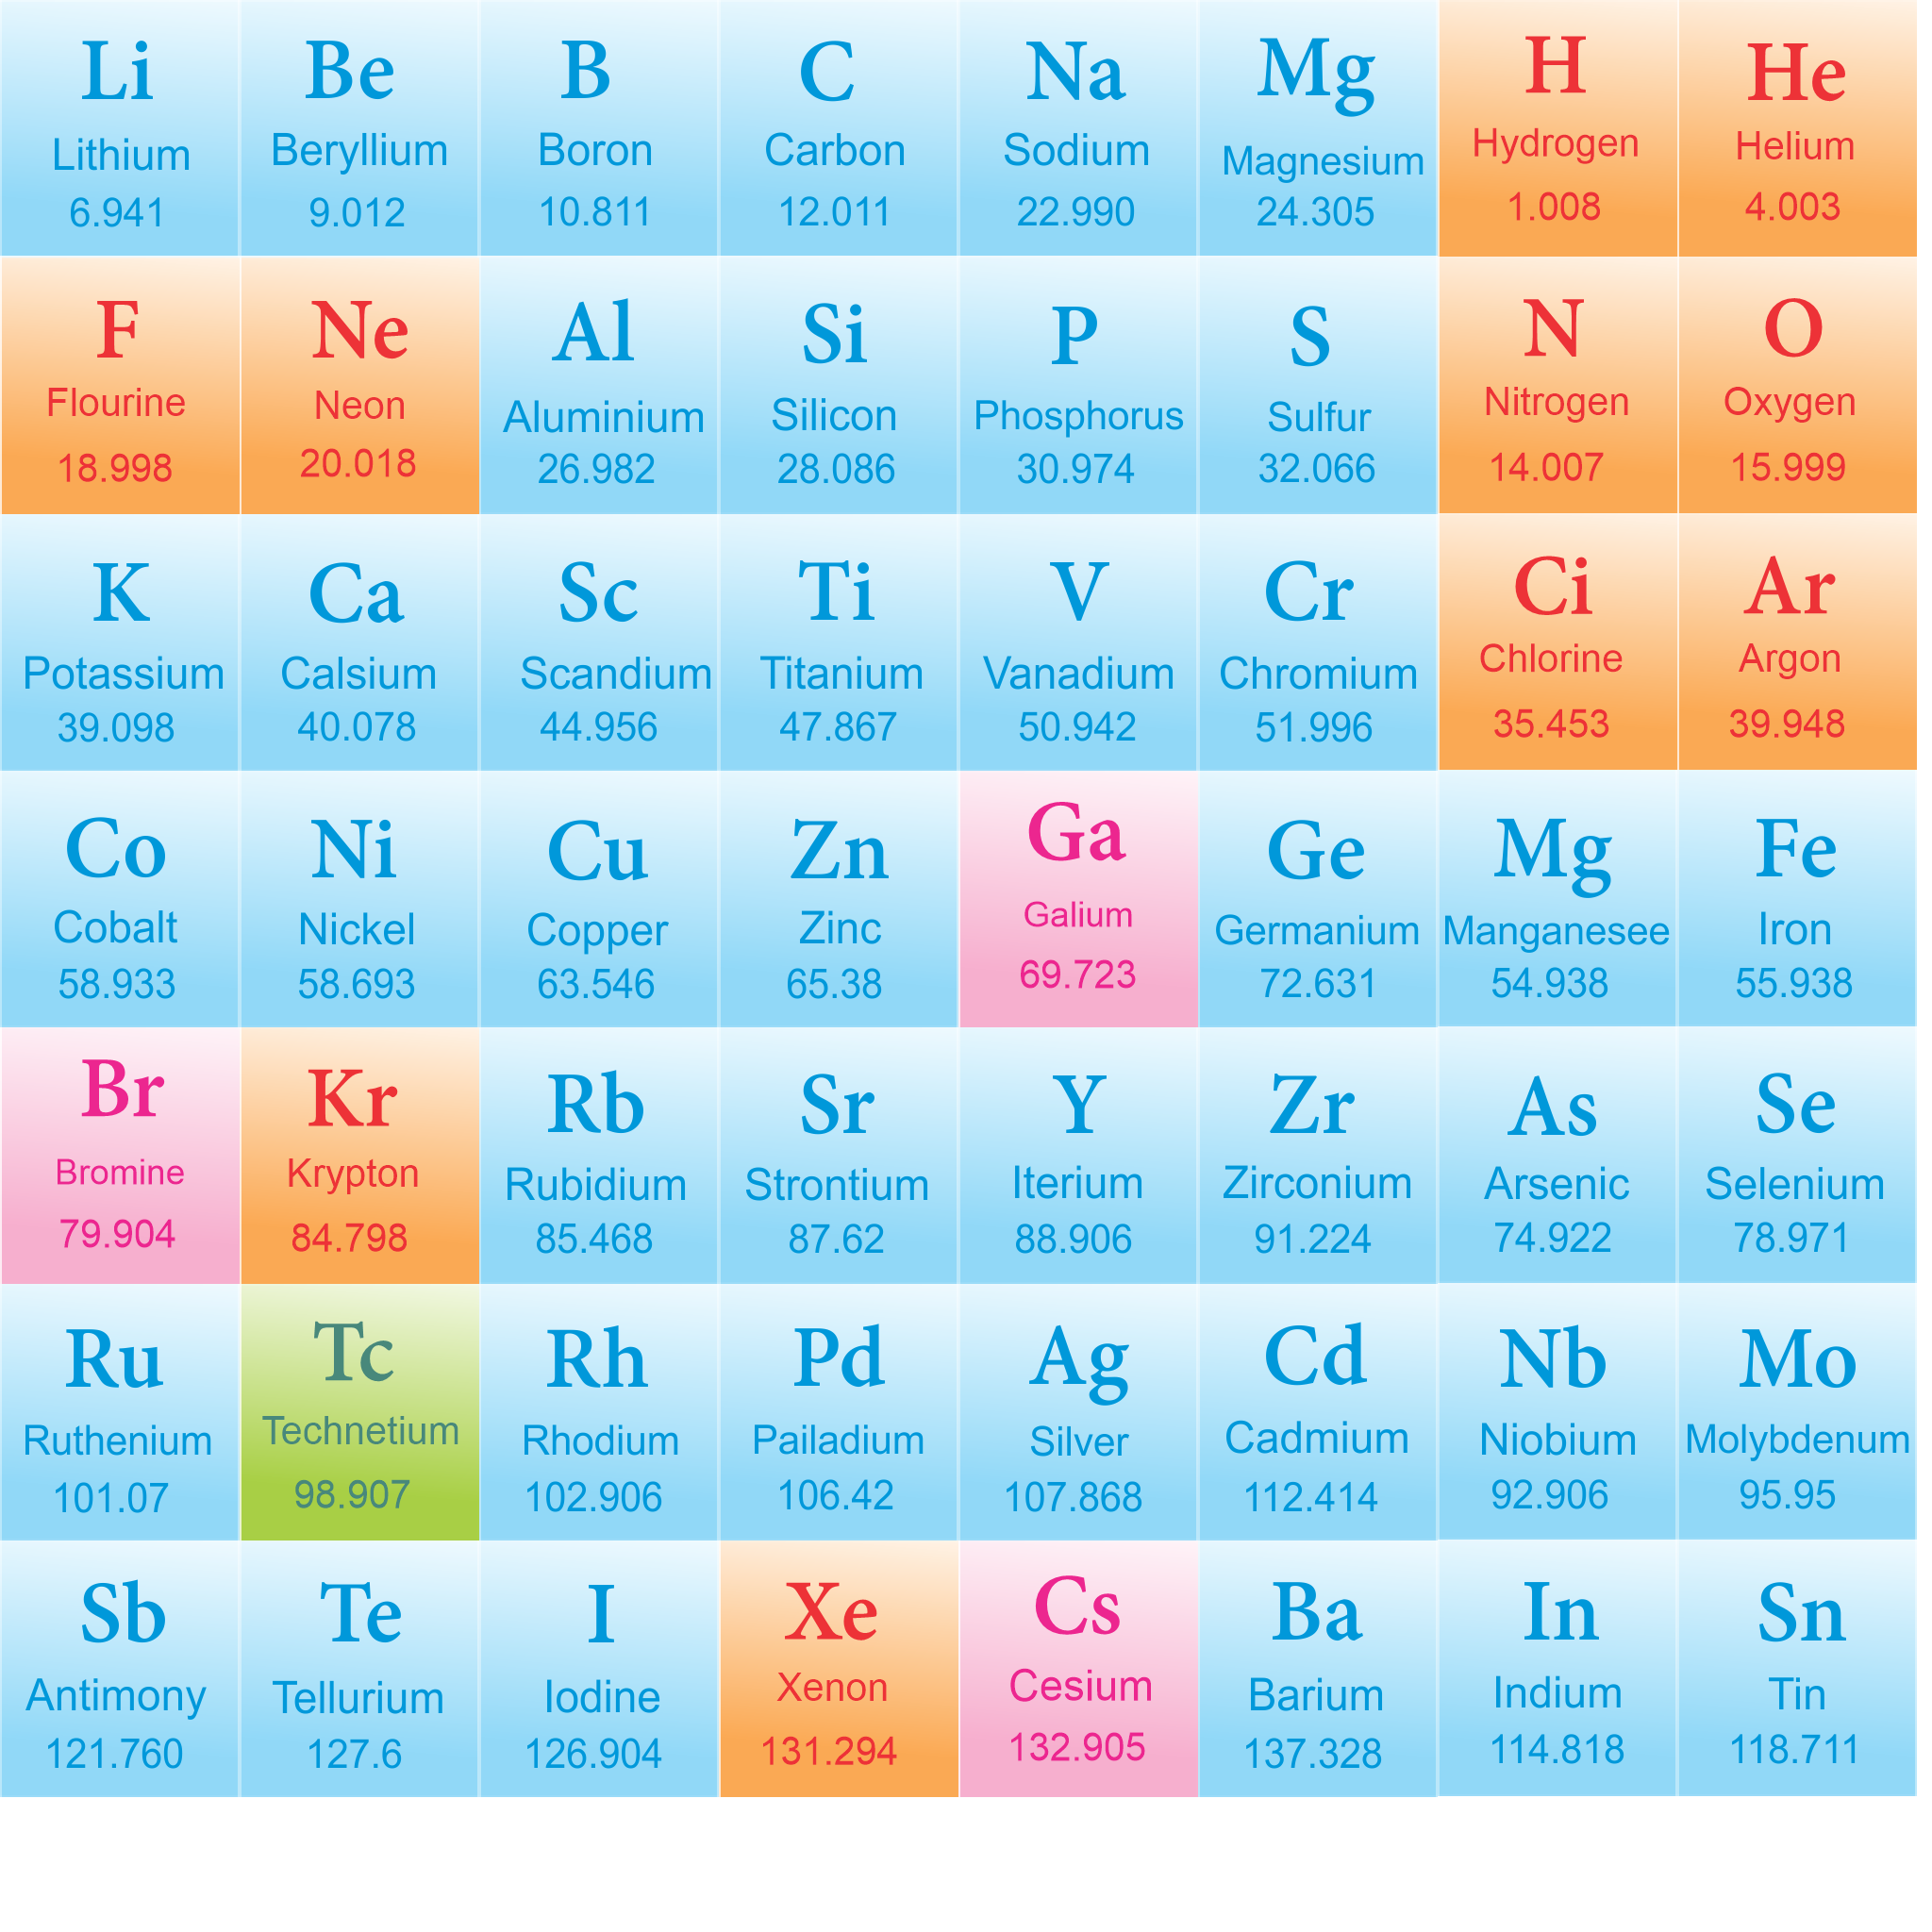 Li Be B C Na Mg H He
Lithium Beryllium Boron Carbon Sodium Magnesium Hydrogen Helium
6.941 9.012 10.811 12.011 22.990 24.305 1.008 4.003
F Ne Al Si P S N O
Flourine Neon Aluminium Silicon Phosphorus Sulfur Nitrogen Oxygen
18.998 20.018 26.982 28.086 30.974 32.066 14.007 15.999
K Ca Sc Ti V Cr Ci Ar
Potassium Calsium Scandium Titanium Vanadium Chromium Chlorine Argon
39.098 40.078 44.956 47.867 50.942 51.996 35.453 39.948
Co Ni Cu Zn Ga Ge Mg Fe
Cobalt Nickel Copper Zinc Galium Germanium Manganesee Iron
58.933 58.693 63.546 65.38 69.723 72.631 54.938 55.938
Br Kr Rb Sr Y Zr As Se
Bromine Krypton Rubidium Strontium Iterium Zirconium Arsenic Selenium
79.904 84.798 85.468 87.62 88.906 91.224 74.922 78.971
Ru Tc Rh Pd Ag Cd Nb Mo
Ruthenium Technetium Rhodium Pailadium Silver Cadmium Niobium Molybdenum
101.07 98.907 102.906 106.42 107.868 112.414 92.906 95.95
Sb Te I Xe Cs Ba In Sn
Antimony Tellurium Iodine Xenon Cesium Barium Indium Tin
121.760 127.6 126.904 131.294 132.905 137.328 114.818 118.711